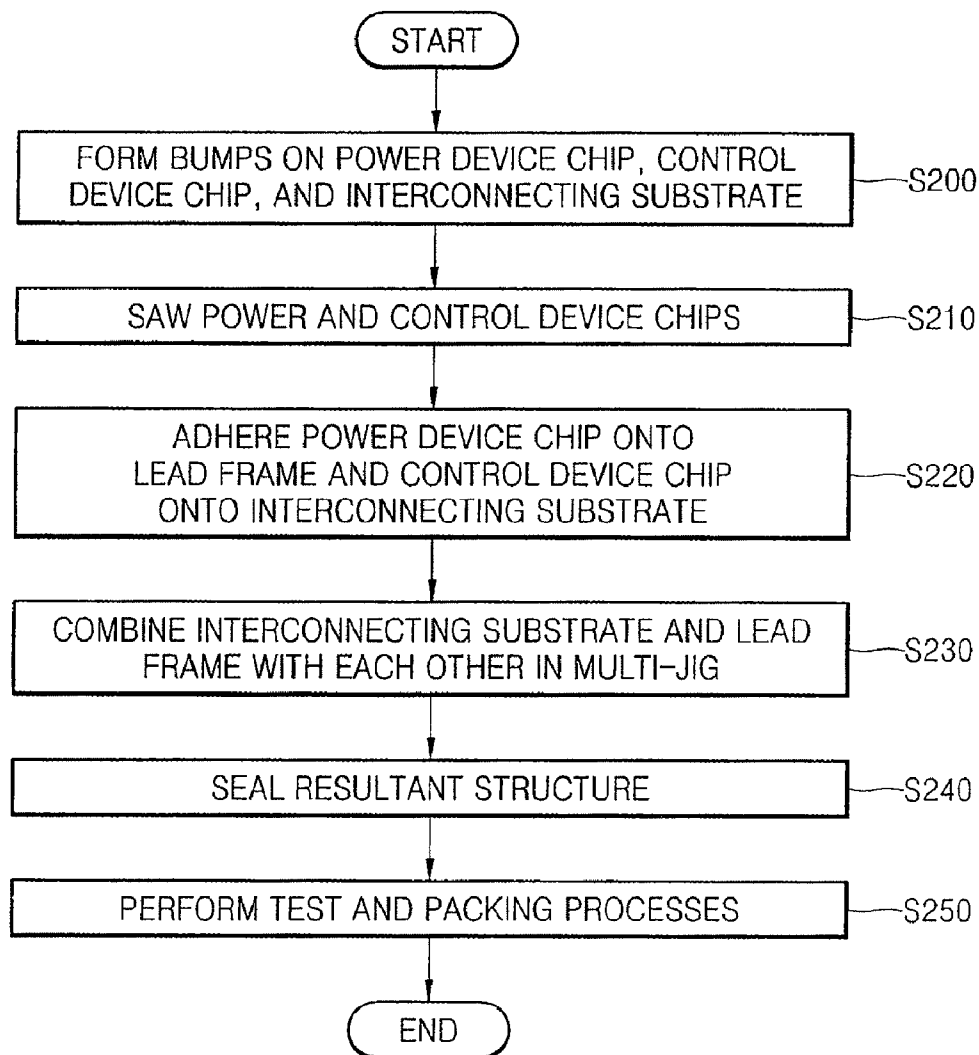 START
FORM BUMPS ON POWER DEVICE CHIP, CONTROL
DEVICE CHIP, AND INTERCONNECTING SUBSTRATE
S200
SAW POWER AND CONTROL DEVICE CHIPS
S210
ADHERE POWER DEVICE CHIP ONTO
LEAD FRAME AND CONTROL DEVICE CHIP
ONTO INTERCONNECTING SUBSTRATE
S220
COMBINE INTERCONNECTING SUBSTRATE AND LEAD
FRAME WITH EACH OTHER IN MULTI-JIG
S230
SEAL RESULTANT STRUCTURE
S240
PERFORM TEST AND PACKING PROCESSES
S250
END